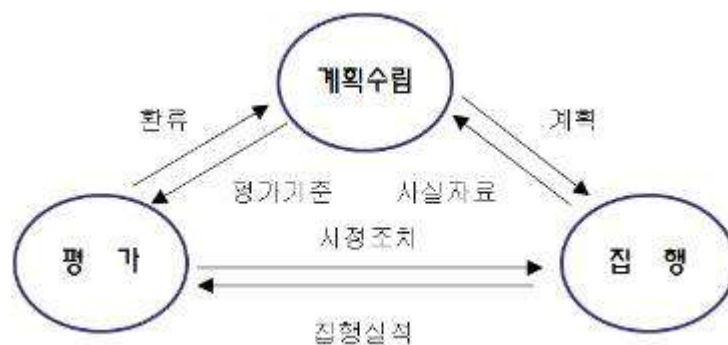 계획수립
환류
계획
평가기준
사실자료
시정조치
평 가
집 행
집행실적